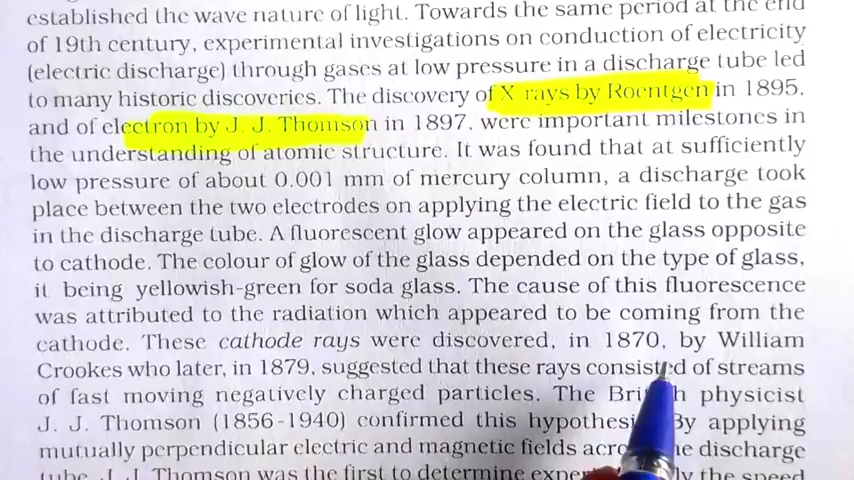 established the wave nature of light. Towards the same period at the end
of 19th century, experimental investigations on conduction of electricity
(electric discharge) through gases at low pressure in a discharge tube led
to many historic discoveries. The discovery of X rays by Roentgen in 1895,
and of electron by J. J. Thomson in 1897, were important milestones in
the understanding of atomic structure. It was found that at sufficiently
low pressure of about 0.001 mm of mercury column, a discharge took
place between the two electrodes on applying the electric field to the gas
in the discharge tube. A fluorescent glow appeared on the glass opposite
to cathode. The colour of glow of the glass depended on the type of glass,
it being yellowish-green for soda glass. The cause of this fluorescence
was attributed to the radiation which appeared to be coming from the
cathode. These cathode rays were discovered, in 1870, by William
Crookes who later, in 1879, suggested that these rays consisted of streams
of fast moving negatively charged particles. The physicist
J. J. Thomson (1856-1940) confirmed this By applying
mutually perpendicular electric and magnetic fields discharge
tube, J. J. Thomson was the first to determine the speed